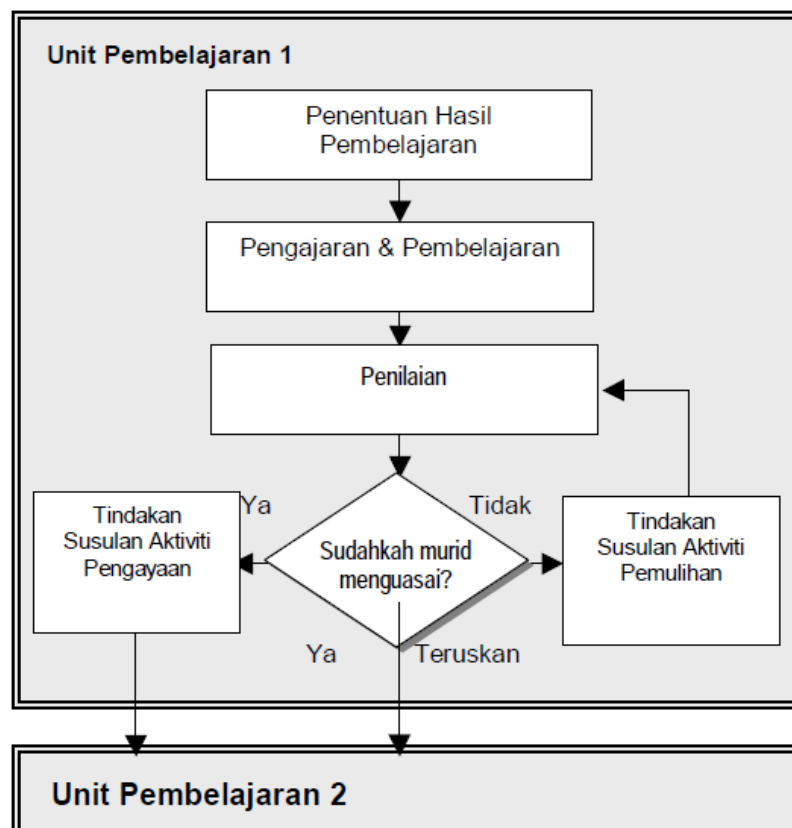 Unit Pembelajaran 1
Penentuan Hasil
Pembelajaran
Pengajaran & Pembelajaran
Penilaian
Tindakan
Susulan Aktiviti
Pengayaan
Ya
Sudahkah murid
menguasai?
Tidak
Tindakan
Susulan Aktiviti
Pemulihan
Ya
Teruskan
Unit Pembelajaran 2